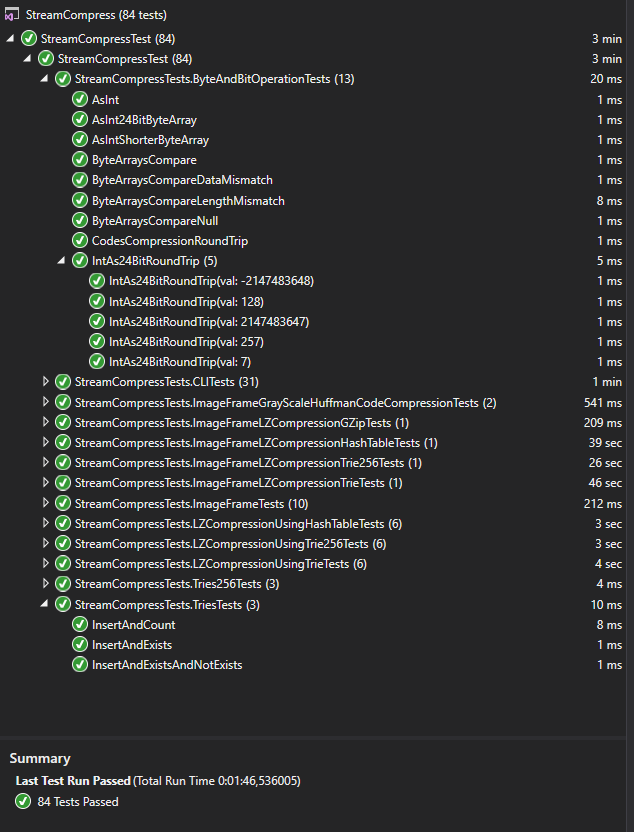 StreamCompress (84 tests)
StreamCompressTest (84) 3 min
StreamCompressTest (84) 3 min
StreamCompressTests.ByteAndBitOperationTests (13) 20 ms
AsInt 1 ms
AsInt24BitByteArray 1 ms
AsIntShorterByteArray 1 ms
ByteArraysCompare 1 ms
ByteArraysCompareDataMismatch 1 ms
ByteArraysCompareLengthMismatch 8 ms
ByteArraysCompareNull 1 ms
CodesCompressionRoundTrip 1 ms
IntAs24BitRoundTrip (5) 5 ms
IntAs24BitRoundTrip(val: -2147483648) 1 ms
IntAs24BitRoundTrip(val: 128) 1 ms
IntAs24BitRoundTrip(val: 2147483647) 1 ms
IntAs24BitRoundTrip(val: 257) 1 ms
IntAs24BitRoundTrip(val: 7) 1 ms
StreamCompressTests.CLITests (31) 1 min
StreamCompressTests.ImageFrameGrayScaleHuffmanCodeCompressionTests (2) 541 ms
StreamCompressTests.ImageFrameLZCompressionGZipTests (1) 209 ms
StreamCompressTests.ImageFrameLZCompressionHashTableTests (1) 39 sec
StreamCompressTests.ImageFrameLZCompressionTrie256Tests (1) 26 sec
StreamCompressTests.ImageFrameLZCompressionTrieTests (1) 46 sec
StreamCompressTests.ImageFrameTests (10) 212 ms
StreamCompressTests.LZCompressionUsingHashTableTests (6) 3 sec
StreamCompressTests.LZCompressionUsingTrie256Tests (6) 3 sec
StreamCompressTests.LZCompressionUsingTrieTests (6) 4 sec
StreamCompressTests.Tries256Tests (3) 4 ms
StreamCompressTests.TriesTests (3) 10 ms
InsertAndCount 8 ms
InsertAndExists 1 ms
InsertAndExistsAndNotExists 1 ms
Summary
Last Test Run Passed (Total Run Time 0:01:46,536005)
84 Tests Passed